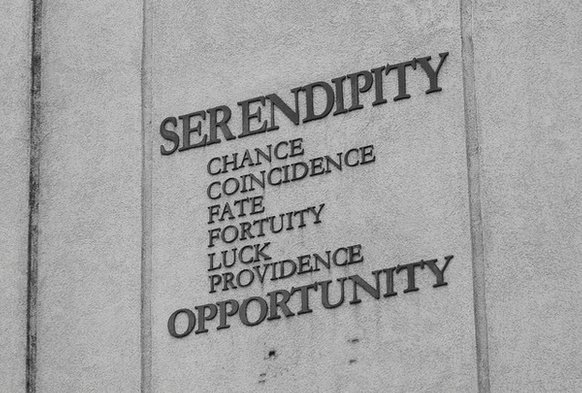 SERENDIPITY
CHANCE
COINCIDENCE
FATE
FORTUITY
LUCK
PROVIDENCE
OPPORTUNITY